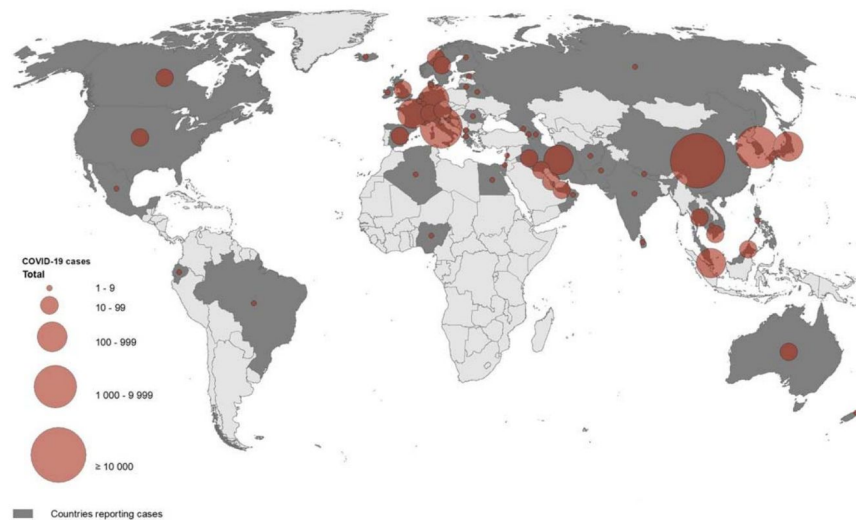 COVID-19 cases
Total
1 - 9
10 - 99
100 - 999
1 000 - 9 999
≥ 10 000
Countries reporting cases